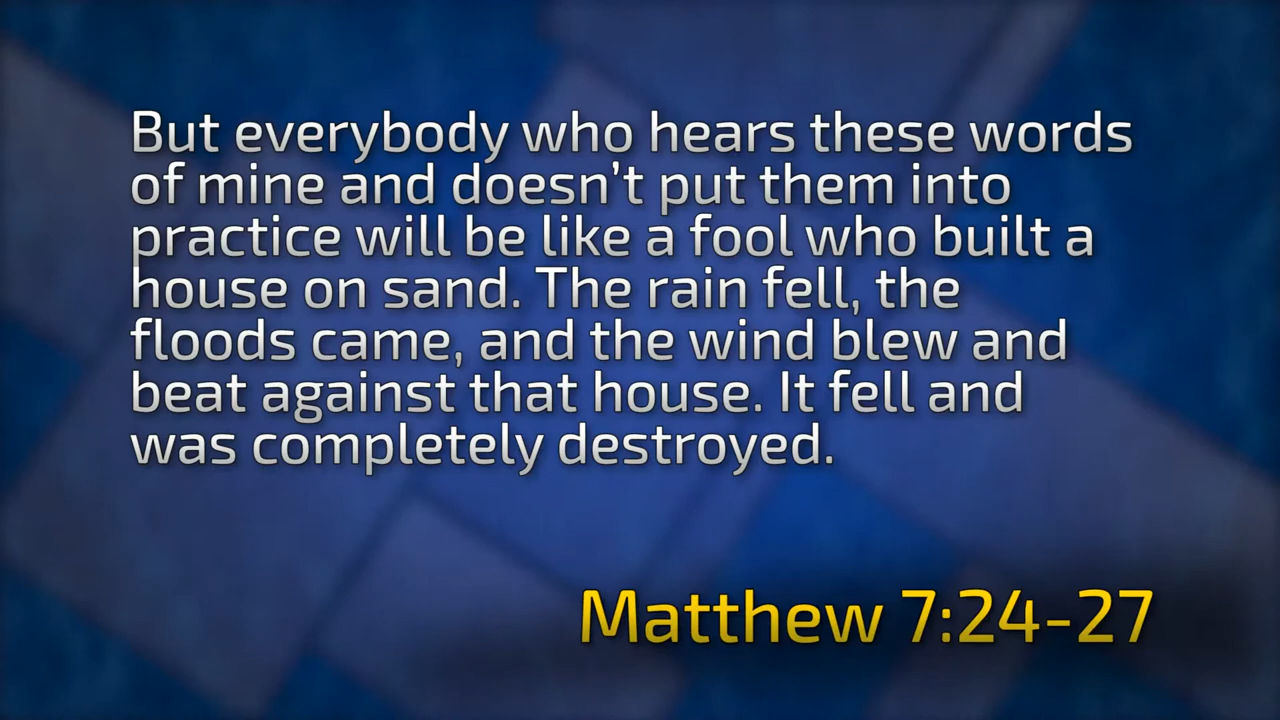 But everybody who hears these words
of mine and doesn’t put them into
practice will be like a fool who built a
house on sand. The rain fell, the
floods came, and the wind blew and
beat against that house. It fell and
was completely destroyed.
Matthew 7:24-27